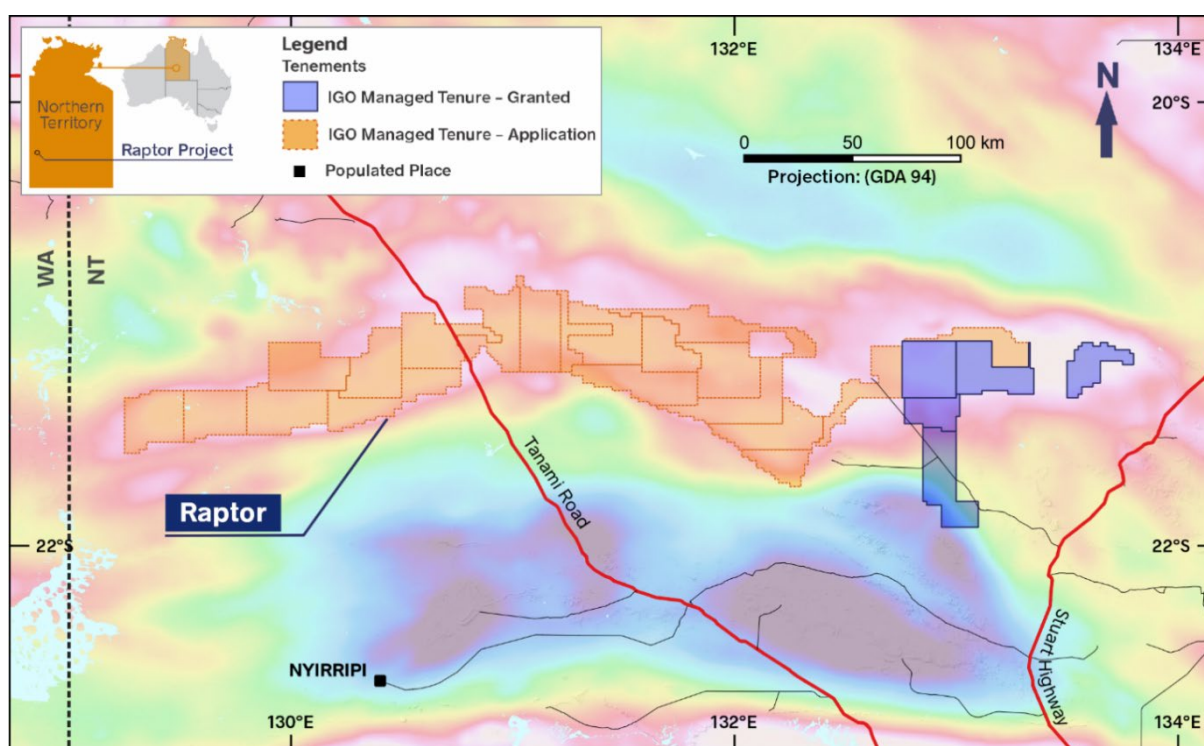 Northern
Territory
Raptor Project
Legend
Tenements
IGO Managed Tenure – Granted
IGO Managed Tenure – Application
Populated Place
132°E
134°E
N
20°S
0 50 100 km
Projection: (GDA 94)
WA
NT
Tanami Road
Raptor
22°S
22°S
Stuart Highway
NYIRRIPI
130°E
132°E
134°E